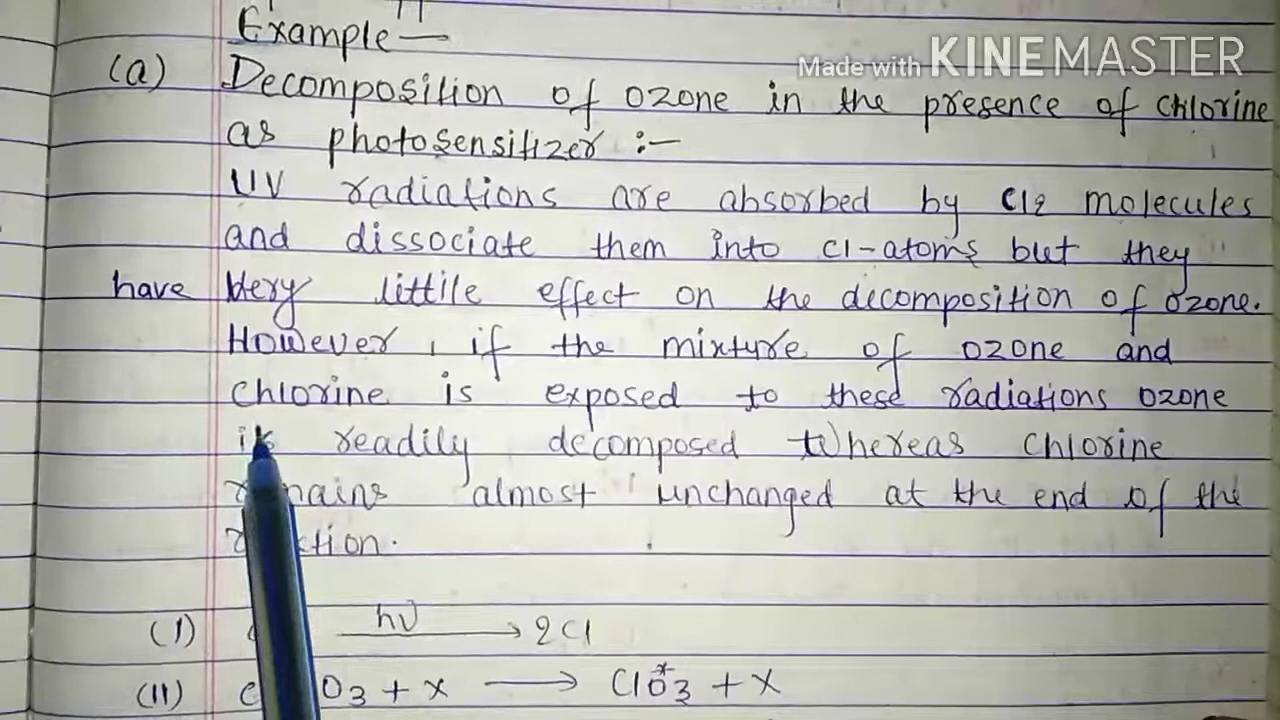 Example —
Made with KINEMASTER
(a) Decomposition of ozone in the presence of chlorine
as photosensitizer :-
UV radiations are absorbed by Cl2 molecules
and dissociate them into Cl-atoms but they
have very littile effect on the decomposition of ozone.
However, if the mixture of ozone and
chlorine is exposed to these radiations ozone
is readily decomposed whereas chlorine
almost unchanged at the end of the
(I) hν → 2Cl
(II) O3 + X → ClO3* + X